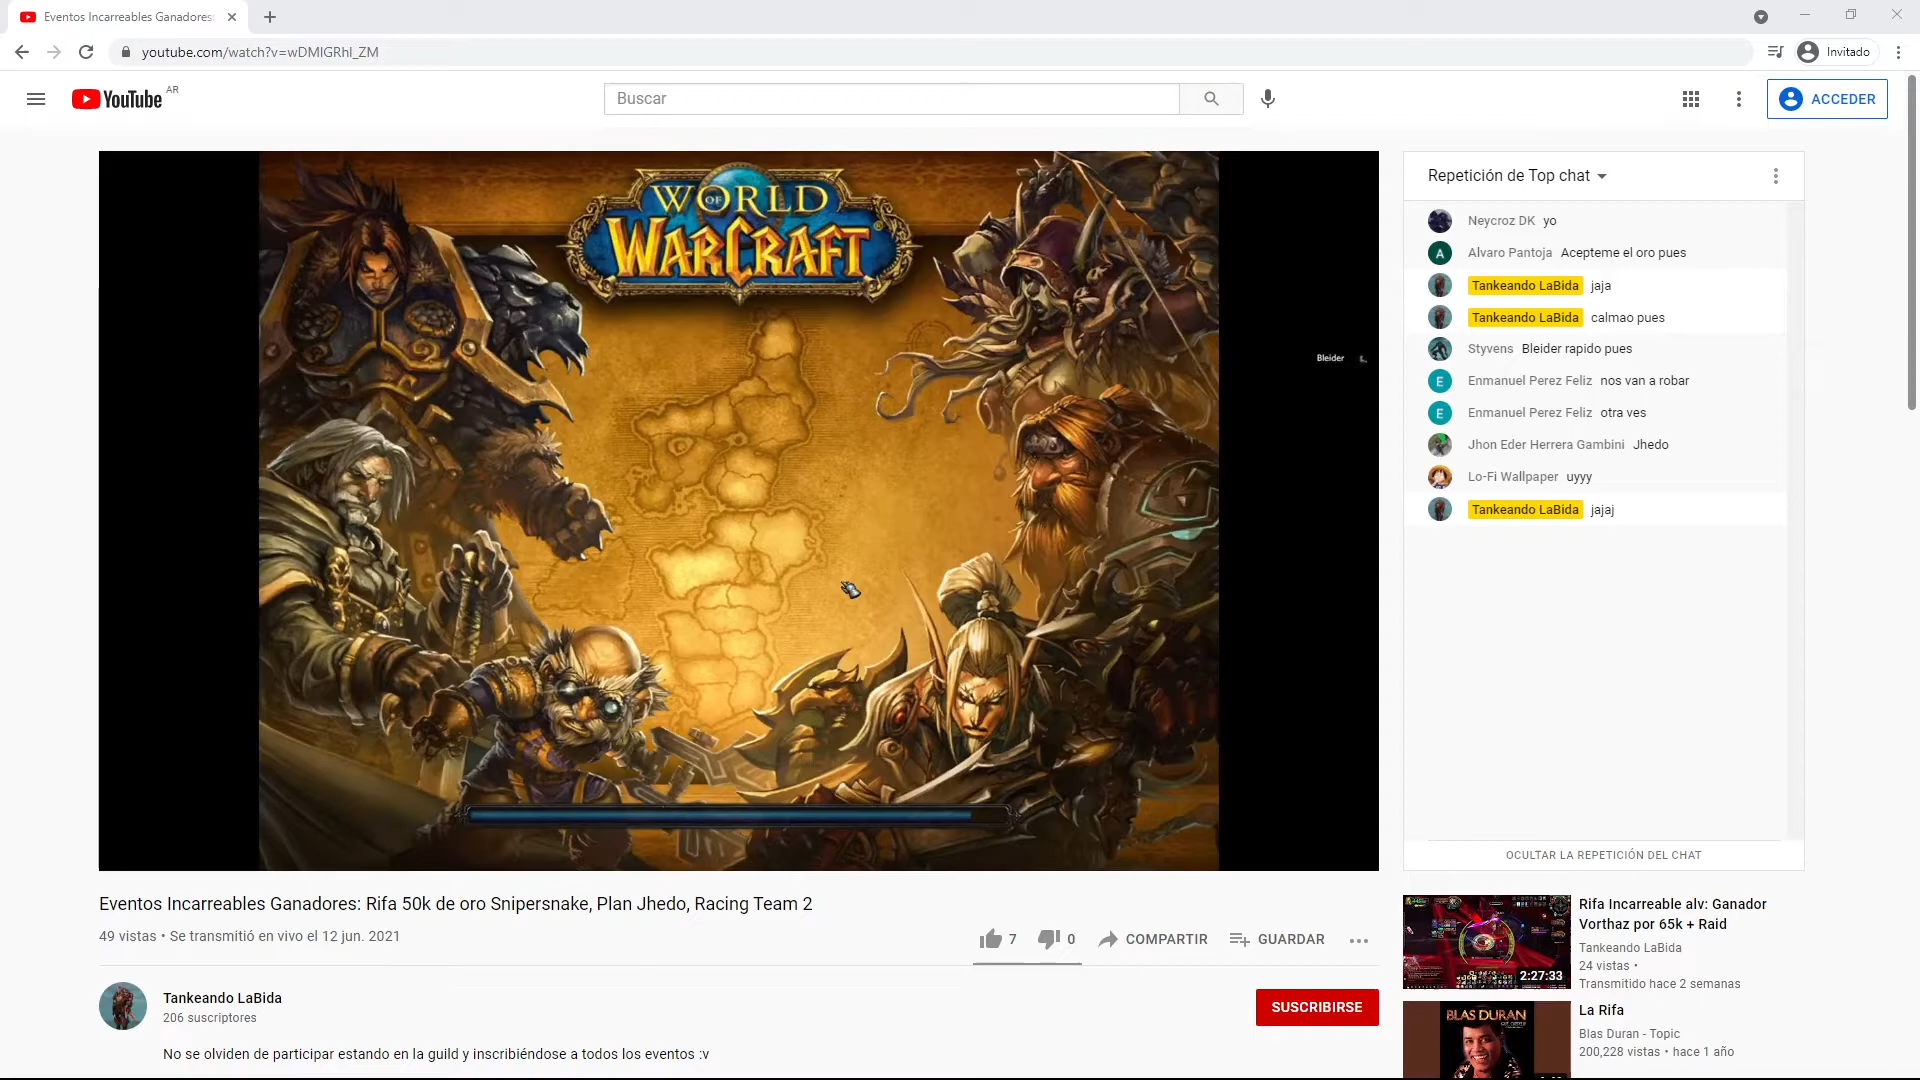 Eventos Incarreables Ganadores:
youtube.com/watch?v=wDMIGRhI_ZM
Invitado
YouTube AR
Buscar
ACCEDER
WORLD OF WARCRAFT
Bleider
Repetición de Top chat
Neycroz DK yo
A Alvaro Pantoja Acepteme el oro pues
Tankeando LaBida jaja
Tankeando LaBida calmao pues
Styvens Bleider rapido pues
E Enmanuel Perez Feliz nos van a robar
E Enmanuel Perez Feliz otra ves
Jhon Eder Herrera Gambini Jhedo
Lo-Fi Wallpaper uyyy
Tankeando LaBida jajaj
OCULTAR LA REPETICIÓN DEL CHAT
Eventos Incarreables Ganadores: Rifa 50k de oro Snipersnake, Plan Jhedo, Racing Team 2
49 vistas • Se transmitió en vivo el 12 jun. 2021
7 0 COMPARTIR GUARDAR
Tankeando LaBida
206 suscriptores
SUSCRIBIRSE
No se olviden de participar estando en la guild y inscribiéndose a todos los eventos :v
2:27:33
Rifa Incarreable alv: Ganador
Vorthaz por 65k + Raid
Tankeando LaBida
24 vistas •
Transmitido hace 2 semanas
BLAS DURAN
La Rifa
Blas Duran - Topic
200,228 vistas • hace 1 año